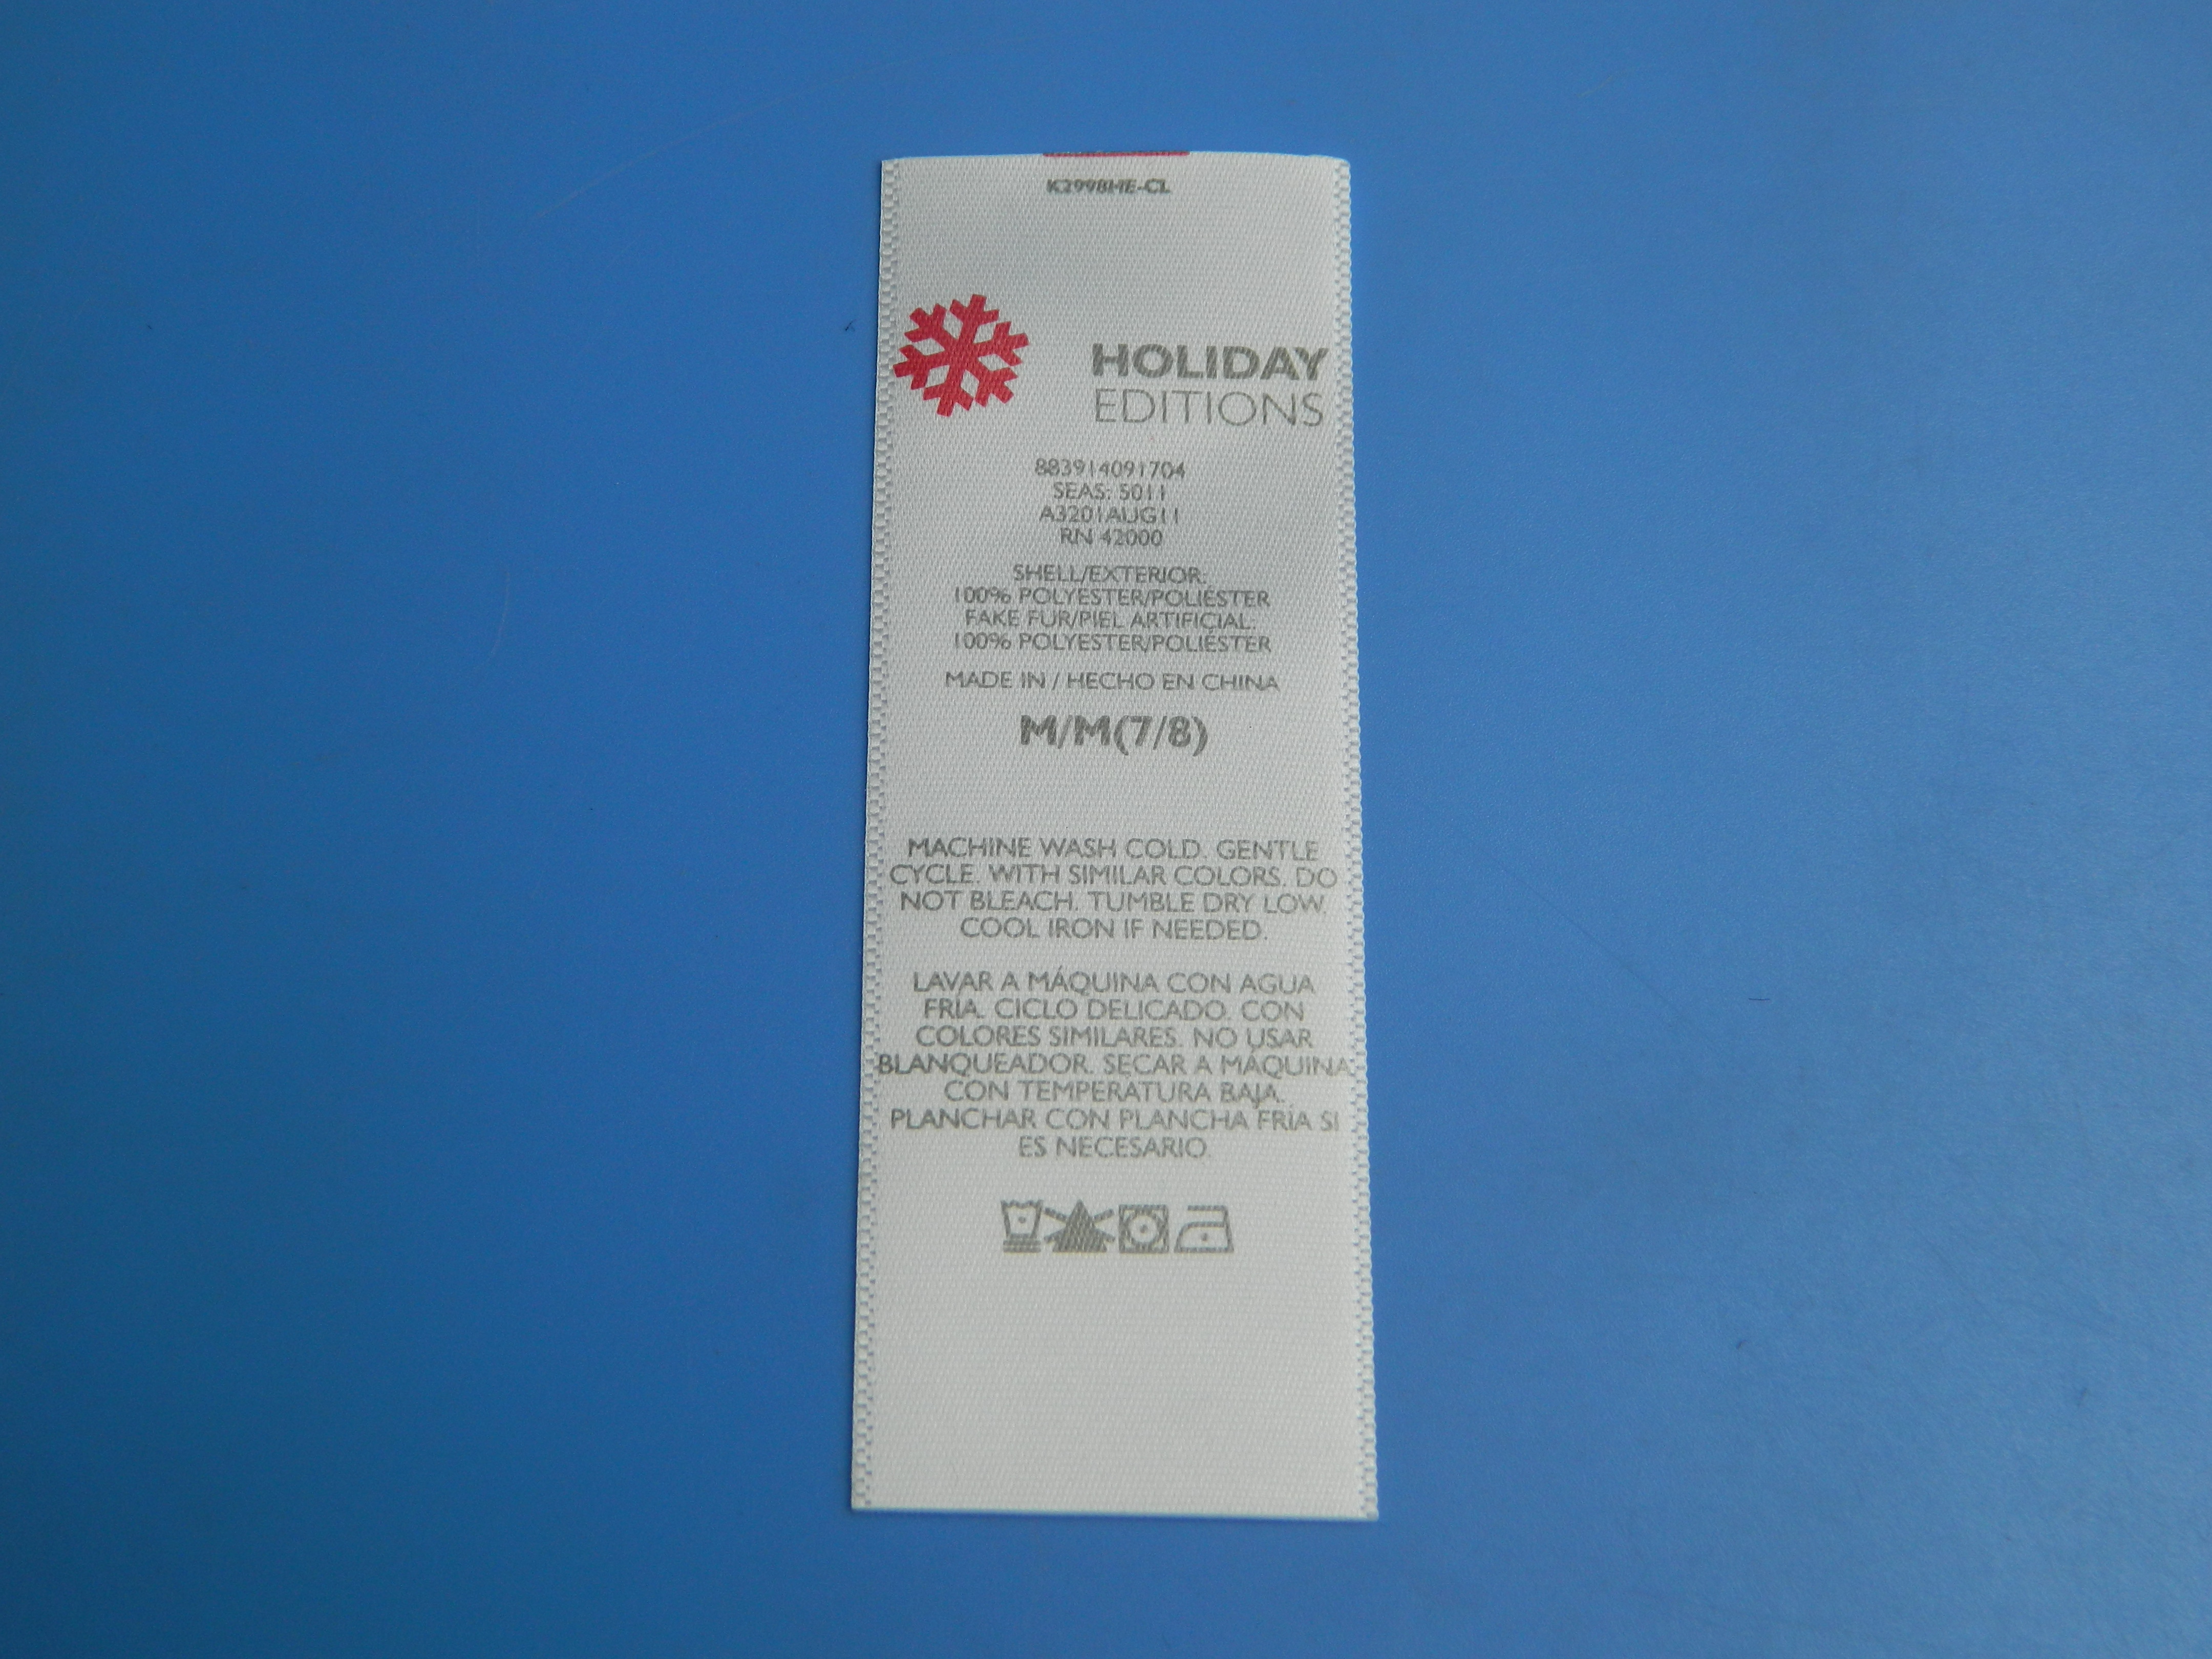 K2998HE-CL
HOLIDAY
EDITIONS
883914091704
SEAS: 5011
A3201AUG11
RN 42000
SHELL/EXTERIOR:
100% POLYESTER/POLIÉSTER
FAKE FUR/PIEL ARTIFICIAL:
100% POLYESTER/POLIÉSTER
MADE IN / HECHO EN CHINA
M/M(7/8)
MACHINE WASH COLD. GENTLE
CYCLE. WITH SIMILAR COLORS. DO
NOT BLEACH. TUMBLE DRY LOW.
COOL IRON IF NEEDED.
LAVAR A MÁQUINA CON AGUA
FRÍA. CICLO DELICADO. CON
COLORES SIMILARES. NO USAR
BLANQUEADOR. SECAR A MÁQUINA
CON TEMPERATURA BAJA.
PLANCHAR CON PLANCHA FRÍA SI
ES NECESARIO.